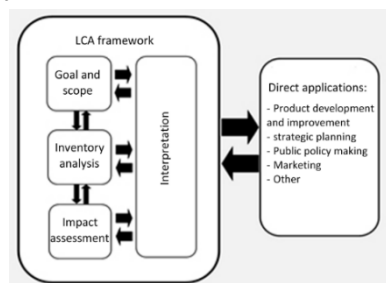 LCA framework
Goal and
scope
Inventory
analysis
Impact
assessment
Interpretation
Direct applications:
- Product development
and improvement
- strategic planning
- Public policy making
- Marketing
- Other